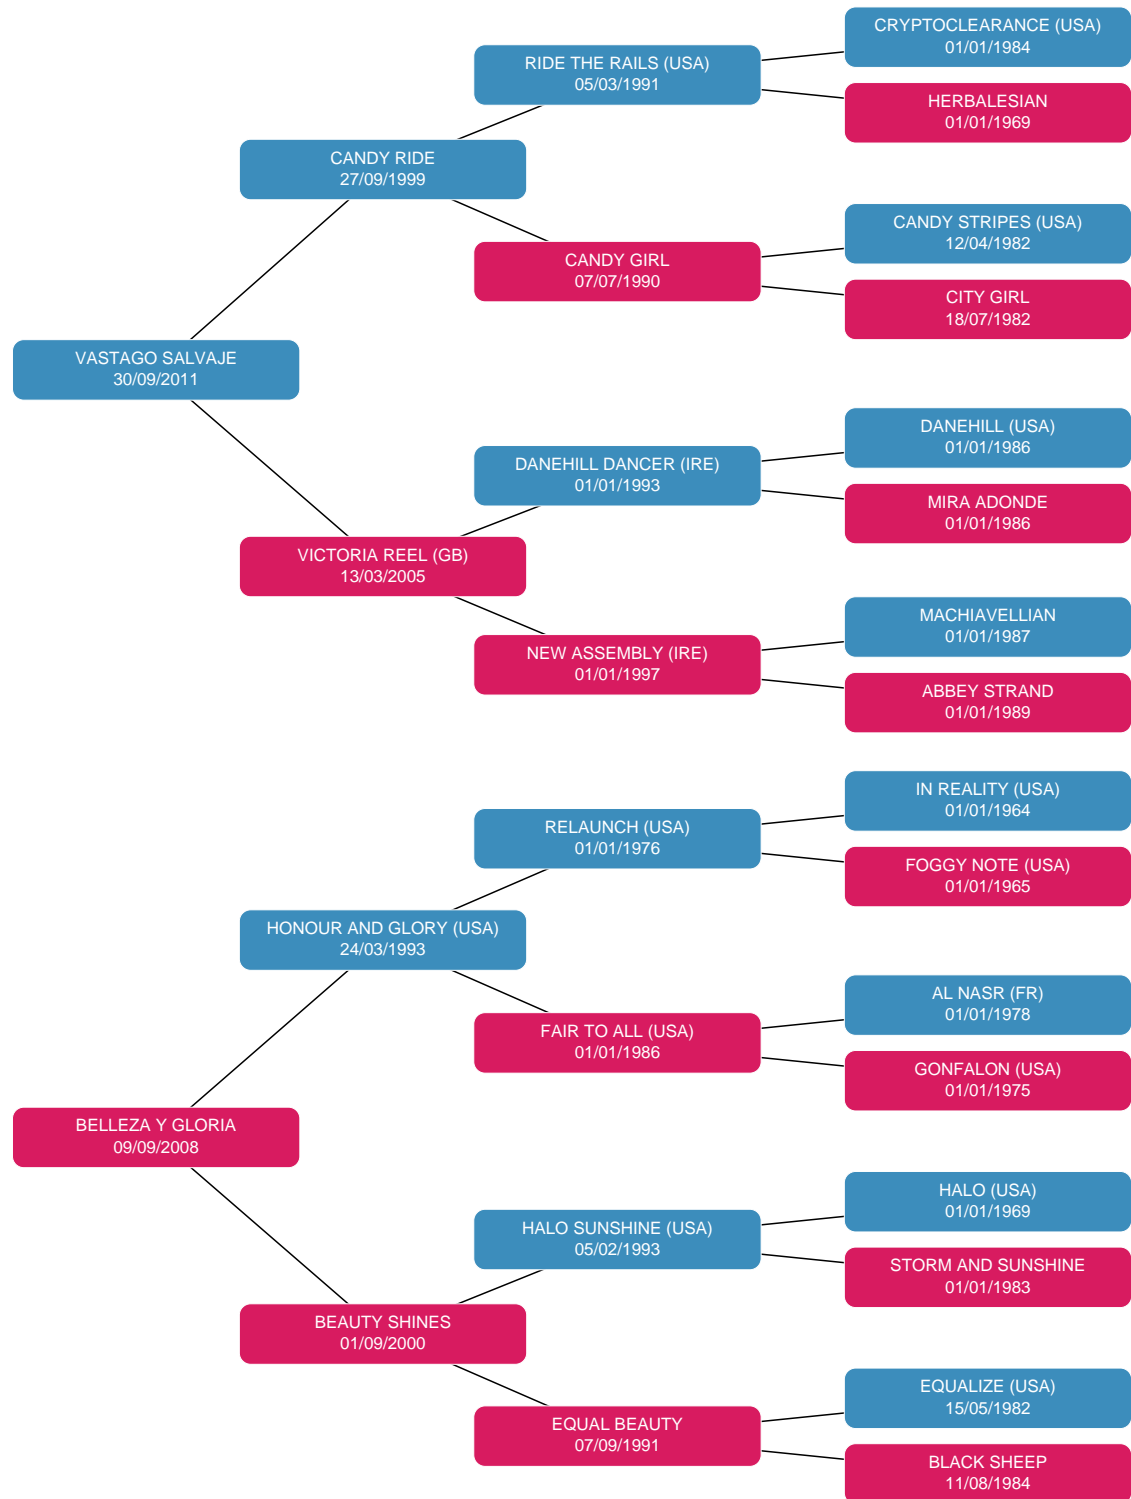 CRYPTOCLEARANCE (USA)
01/01/1984
RIDE THE RAILS (USA)
05/03/1991
HERBALESIAN
01/01/1969
CANDY RIDE
27/09/1999
CANDY STRIPES (USA)
12/04/1982
CANDY GIRL
07/07/1990
CITY GIRL
18/07/1982
VASTAGO SALVAJE
30/09/2011
DANEHILL (USA)
01/01/1986
DANEHILL DANCER (IRE)
01/01/1993
MIRA ADONDE
01/01/1986
VICTORIA REEL (GB)
13/03/2005
MACHIAVELLIAN
01/01/1987
NEW ASSEMBLY (IRE)
01/01/1997
ABBEY STRAND
01/01/1989
IN REALITY (USA)
01/01/1964
RELAUNCH (USA)
01/01/1976
FOGGY NOTE (USA)
01/01/1965
HONOUR AND GLORY (USA)
24/03/1993
AL NASR (FR)
01/01/1978
FAIR TO ALL (USA)
01/01/1986
GONFALON (USA)
01/01/1975
BELLEZA Y GLORIA
09/09/2008
HALO (USA)
01/01/1969
HALO SUNSHINE (USA)
05/02/1993
STORM AND SUNSHINE
01/01/1983
BEAUTY SHINES
01/09/2000
EQUALIZE (USA)
15/05/1982
EQUAL BEAUTY
07/09/1991
BLACK SHEEP
11/08/1984